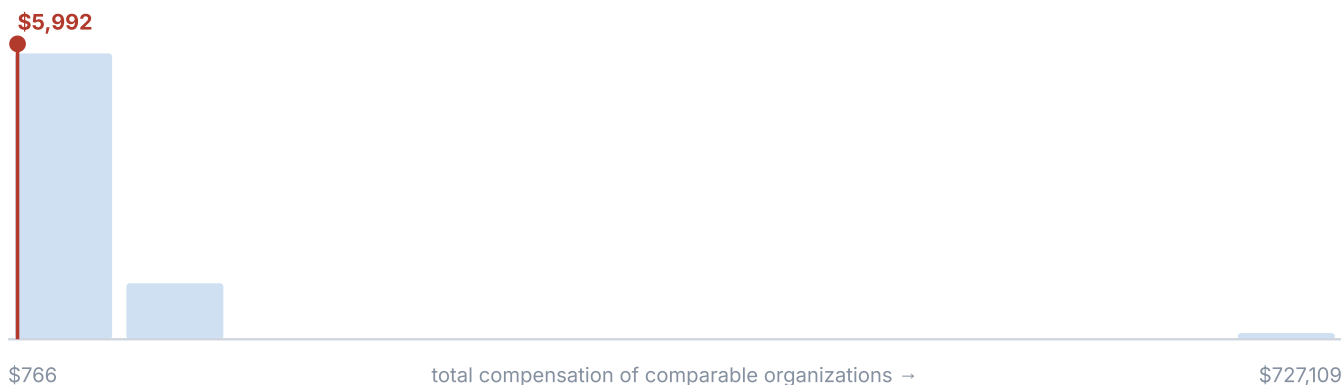 $5,992
$766 total compensation of comparable organizations → $727,109